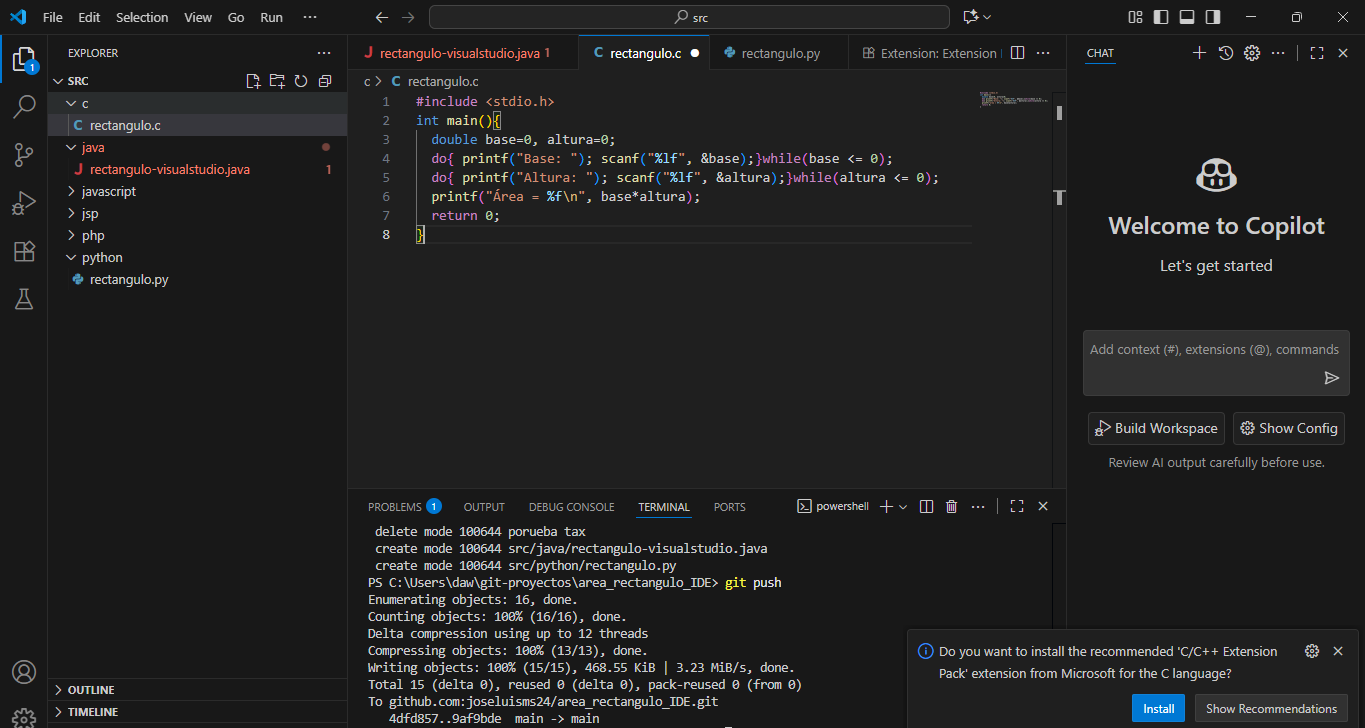 File Edit Selection View Go Run ···
src
EXPLORER
SRC
c
C rectangulo.c
java
J rectangulo-visualstudio.java 1
javascript
jsp
php
python
rectangulo.py
OUTLINE
TIMELINE
1
J rectangulo-visualstudio.java 1
C rectangulo.c
rectangulo.py
Extension: Extension
c > C rectangulo.c
1 #include <stdio.h>
2 int main(){
3 double base=0, altura=0;
4 do{ printf("Base: "); scanf("%lf", &base);}while(base <= 0);
5 do{ printf("Altura: "); scanf("%lf", &altura);}while(altura <= 0);
6 printf("Área = %f\n", base*altura);
7 return 0;
8 }
PROBLEMS 1 OUTPUT DEBUG CONSOLE TERMINAL PORTS
powershell
delete mode 100644 porueba tax
create mode 100644 src/java/rectangulo-visualstudio.java
create mode 100644 src/python/rectangulo.py
PS C:\Users\daw\git-proyectos\area_rectangulo_IDE> git push
Enumerating objects: 16, done.
Counting objects: 100% (16/16), done.
Delta compression using up to 12 threads
Compressing objects: 100% (13/13), done.
Writing objects: 100% (15/15), 468.55 KiB | 3.23 MiB/s, done.
Total 15 (delta 0), reused 0 (delta 0), pack-reused 0 (from 0)
To github.com:joseluisms24/area_rectangulo_IDE.git
4dfd857..9af9bde main -> main
CHAT
Welcome to Copilot
Let's get started
Add context (#), extensions (@), commands
Build Workspace
Show Config
Review AI output carefully before use.
Do you want to install the recommended 'C/C++ Extension
Pack' extension from Microsoft for the C language?
Install
Show Recommendations